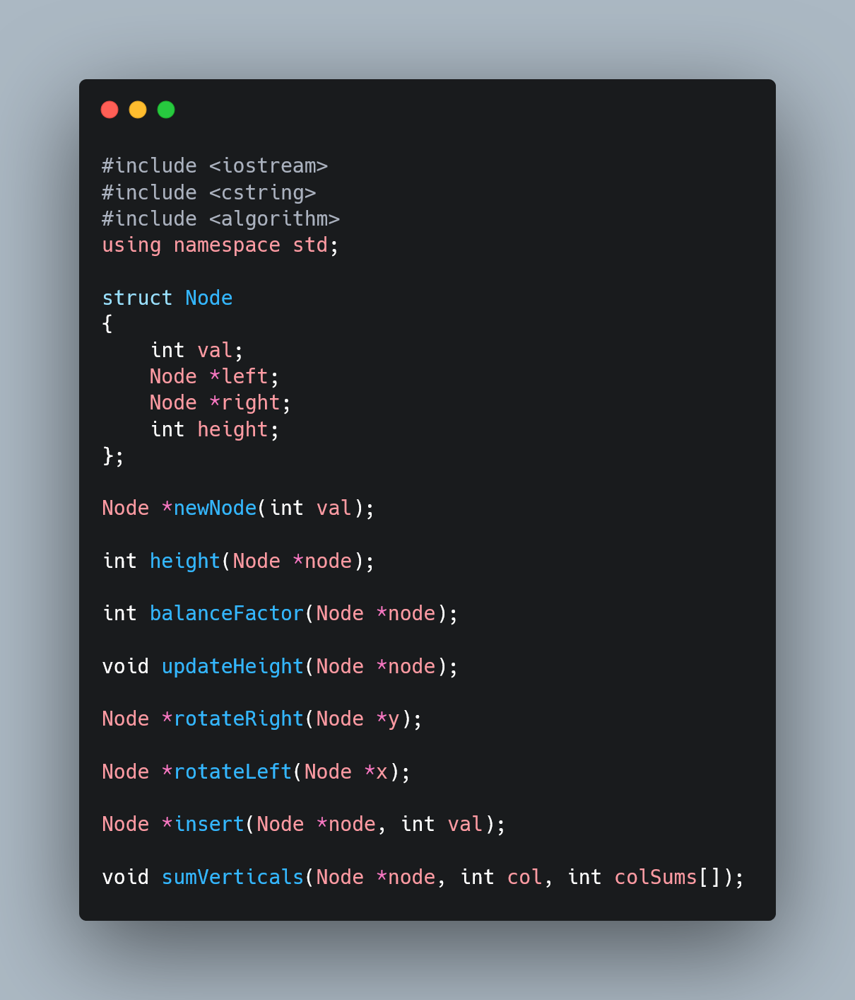 #include <iostream>
#include <cstring>
#include <algorithm>
using namespace std;

struct Node
{
    int val;
    Node *left;
    Node *right;
    int height;
};

Node *newNode(int val);

int height(Node *node);

int balanceFactor(Node *node);

void updateHeight(Node *node);

Node *rotateRight(Node *y);

Node *rotateLeft(Node *x);

Node *insert(Node *node, int val);

void sumVerticals(Node *node, int col, int colSums[]);